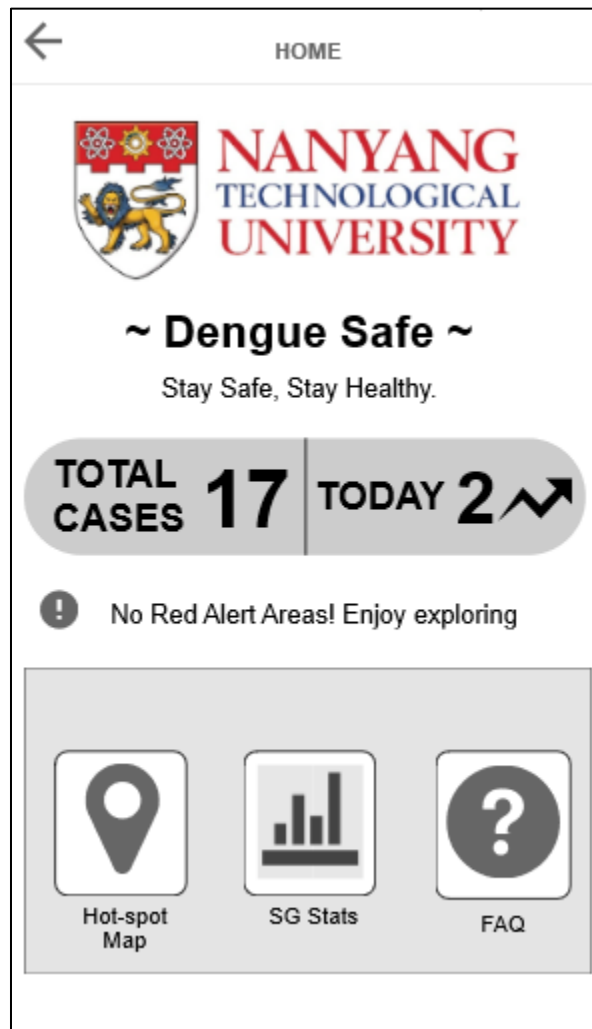 HOME
NANYANG
TECHNOLOGICAL
UNIVERSITY
~ Dengue Safe ~
Stay Safe, Stay Healthy.
TOTAL
CASES 17
TODAY 2
No Red Alert Areas! Enjoy exploring
Hot-spot
Map
SG Stats
FAQ